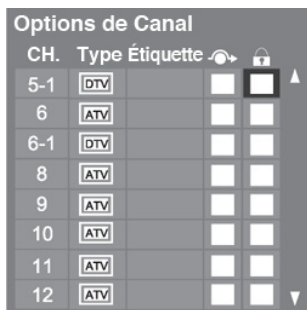 Options de Canal
CH. Type Étiquette
5-1 DTV
6 ATV
6-1 DTV
8 ATV
9 ATV
10 ATV
11 ATV
12 ATV